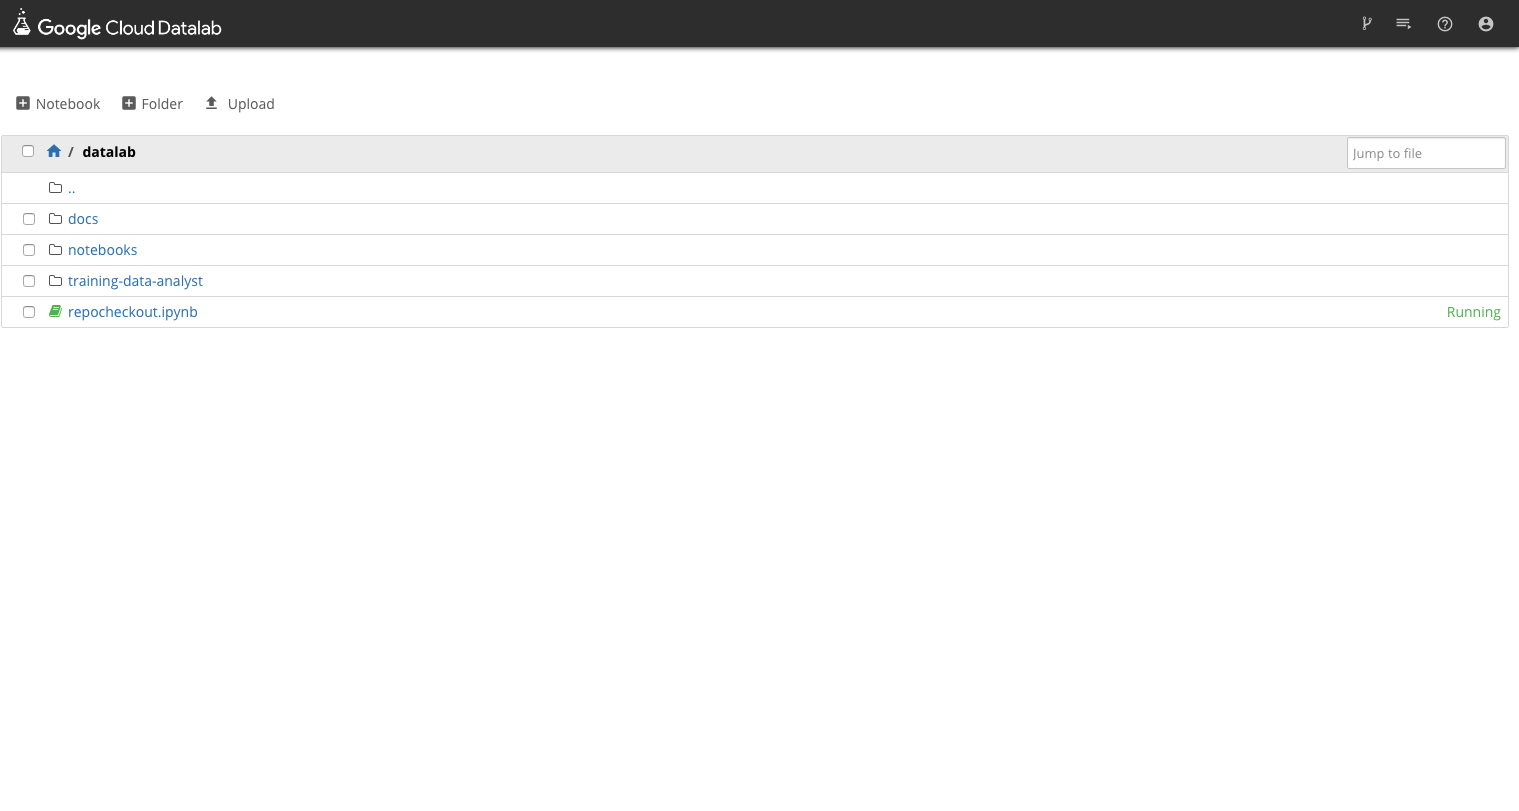 Google Cloud Datalab
Notebook Folder Upload
/ datalab Jump to file
..
docs
notebooks
training-data-analyst
repocheckout.ipynb Running